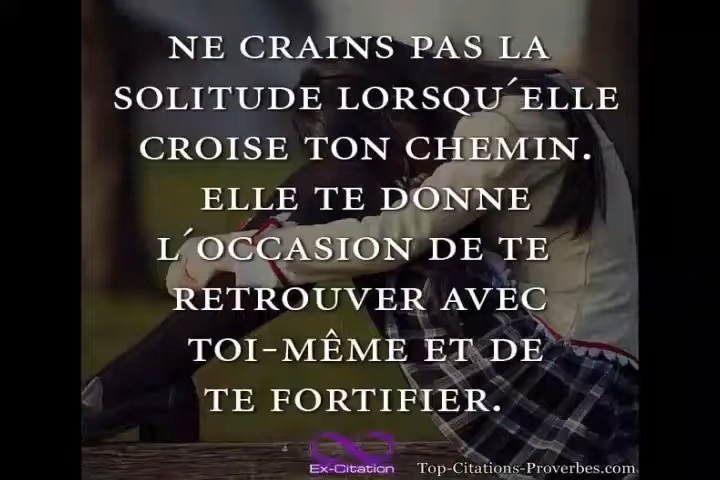 NE CRAINS PAS LA
SOLITUDE LORSQU´ELLE
CROISE TON CHEMIN.
ELLE TE DONNE
L´OCCASION DE TE
RETROUVER AVEC
TOI-MÊME ET DE
TE FORTIFIER.
Ex-Citation Top-Citations-Proverbes.com